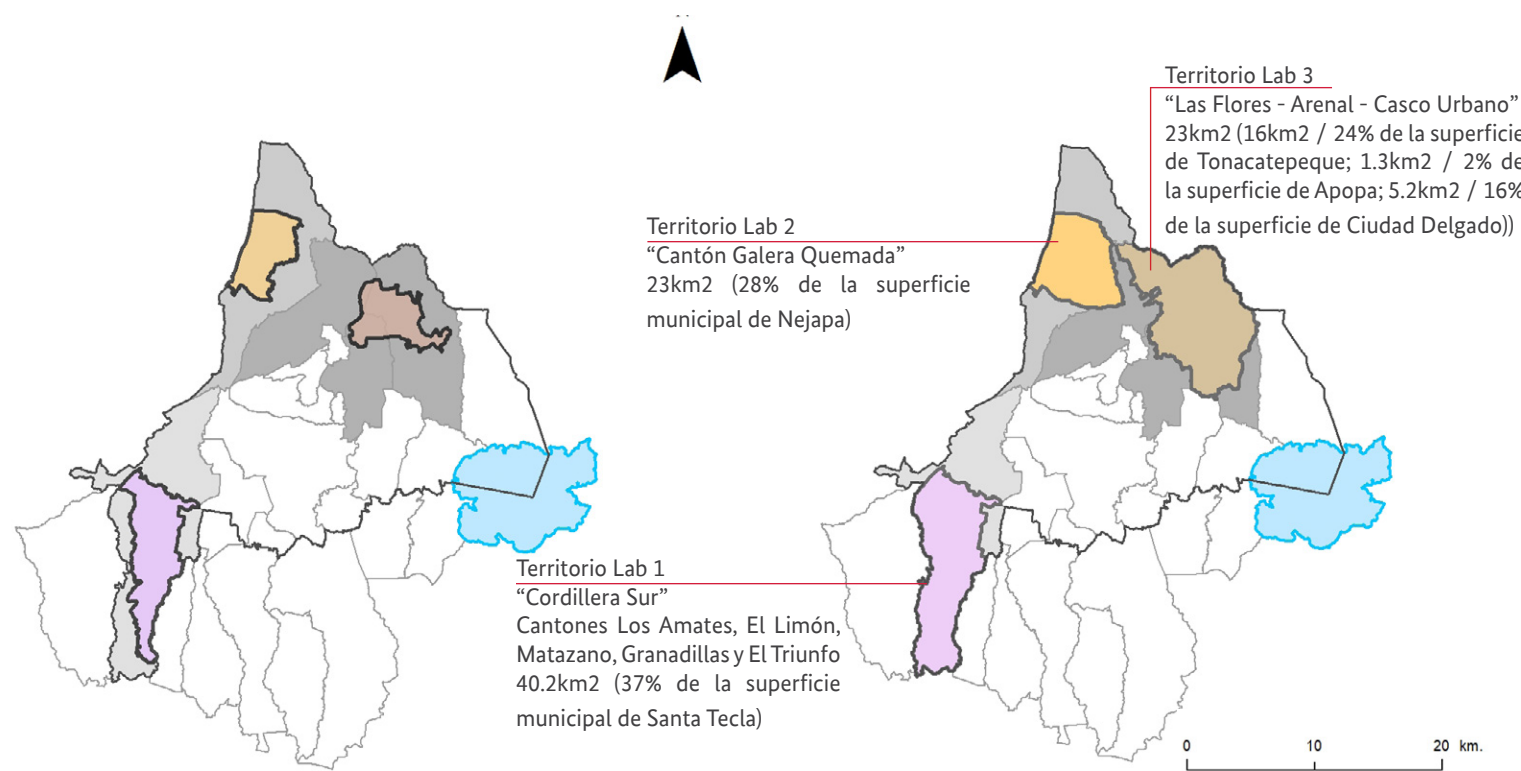 Territorio Lab 3
“Las Flores - Arenal - Casco Urbano”
23km2 (16km2 / 24% de la superficie
de Tonacatepeque; 1.3km2 / 2% de
la superficie de Apopa; 5.2km2 / 16%
de la superficie de Ciudad Delgado))
Territorio Lab 2
“Cantón Galera Quemada”
23km2 (28% de la superficie
municipal de Nejapa)
Territorio Lab 1
“Cordillera Sur”
Cantones Los Amates, El Limón,
Matazano, Granadillas y El Triunfo
40.2km2 (37% de la superficie
municipal de Santa Tecla)
0 10 20 km.